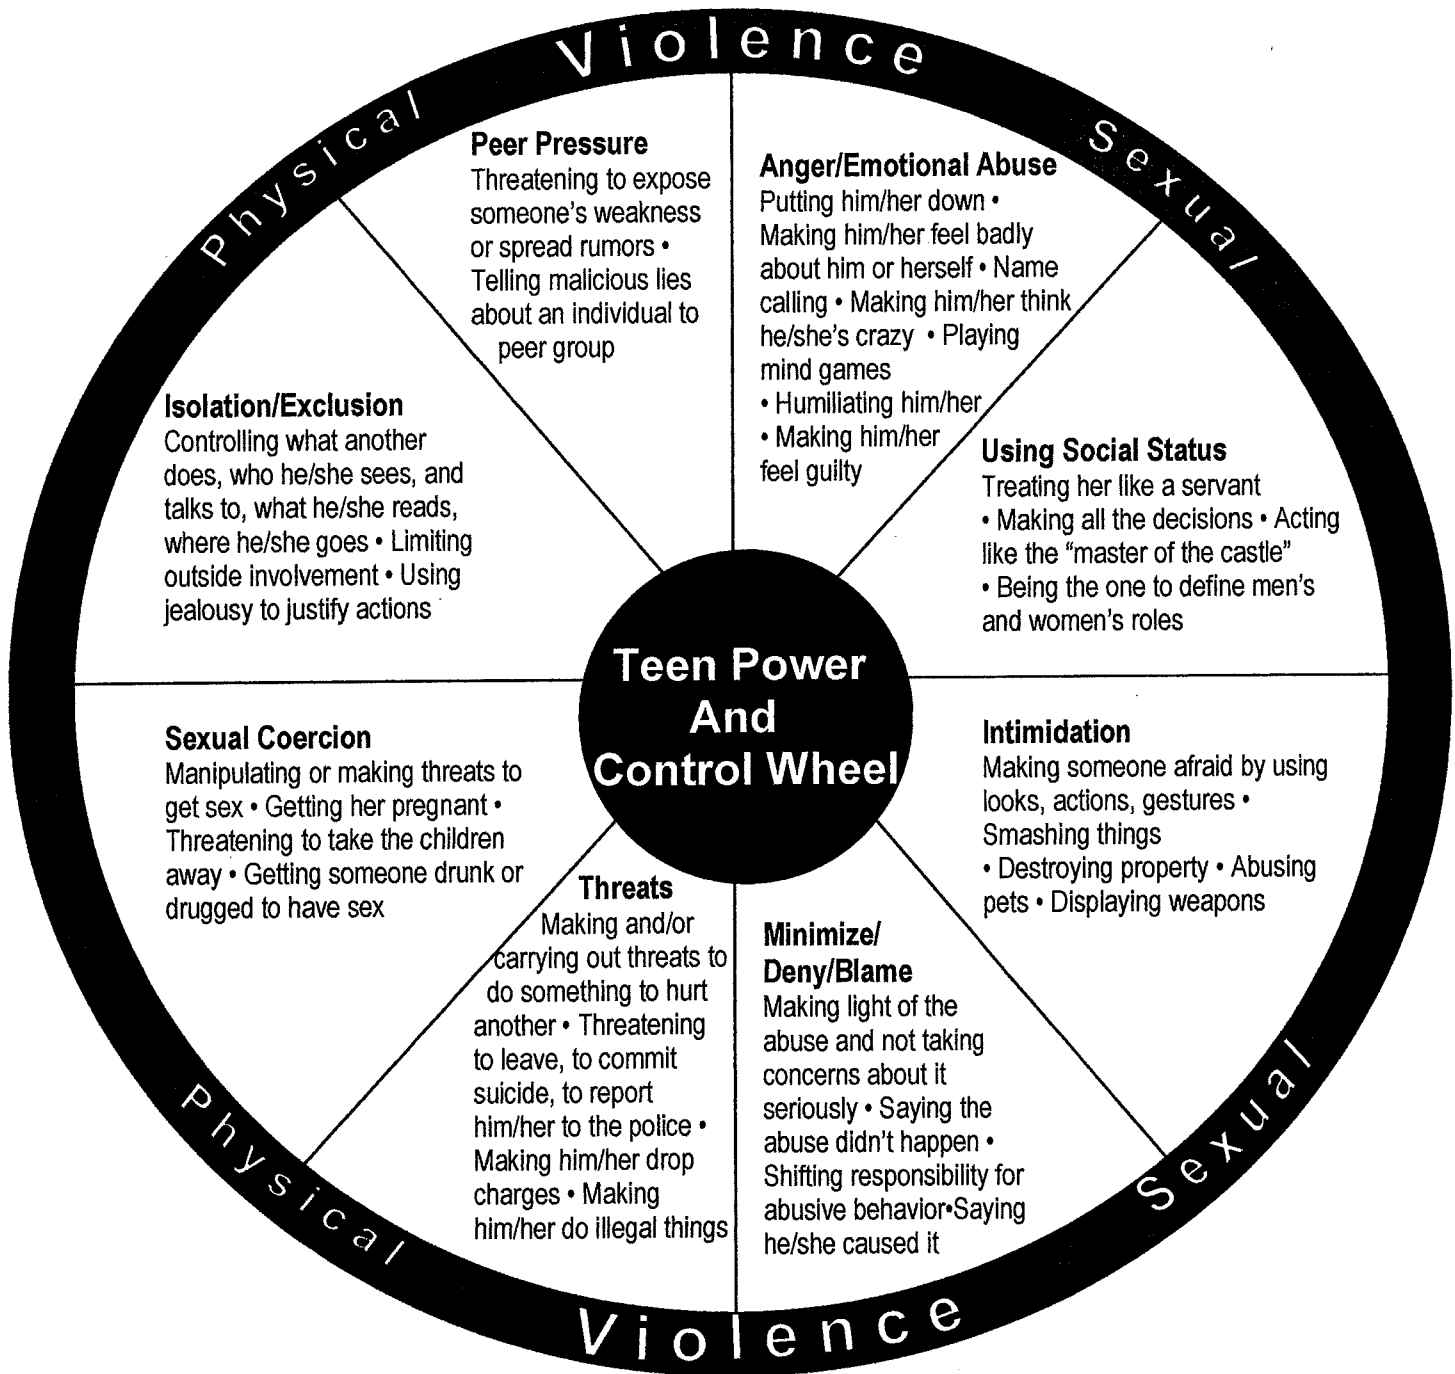 Violence
Physical
Sexual
Peer Pressure
Threatening to expose
someone's weakness
or spread rumors •
Telling malicious lies
about an individual to
peer group
Anger/Emotional Abuse
Putting him/her down •
Making him/her feel badly
about him or herself • Name
calling • Making him/her think
he/she's crazy • Playing
mind games
• Humiliating him/her
• Making him/her
feel guilty
Isolation/Exclusion
Controlling what another
does, who he/she sees, and
talks to, what he/she reads,
where he/she goes • Limiting
outside involvement • Using
jealousy to justify actions
Using Social Status
Treating her like a servant
• Making all the decisions • Acting
like the “master of the castle”
• Being the one to define men's
and women's roles
Teen Power
And
Control Wheel
Sexual Coercion
Manipulating or making threats to
get sex • Getting her pregnant •
Threatening to take the children
away • Getting someone drunk or
drugged to have sex
Intimidation
Making someone afraid by using
looks, actions, gestures •
Smashing things
• Destroying property • Abusing
pets • Displaying weapons
Threats
Making and/or
carrying out threats to
do something to hurt
another • Threatening
to leave, to commit
suicide, to report
him/her to the police •
Making him/her drop
charges • Making
him/her do illegal things
Minimize/
Deny/Blame
Making light of the
abuse and not taking
concerns about it
seriously • Saying the
abuse didn't happen •
Shifting responsibility for
abusive behavior•Saying
he/she caused it
Physical
Sexual
Violence